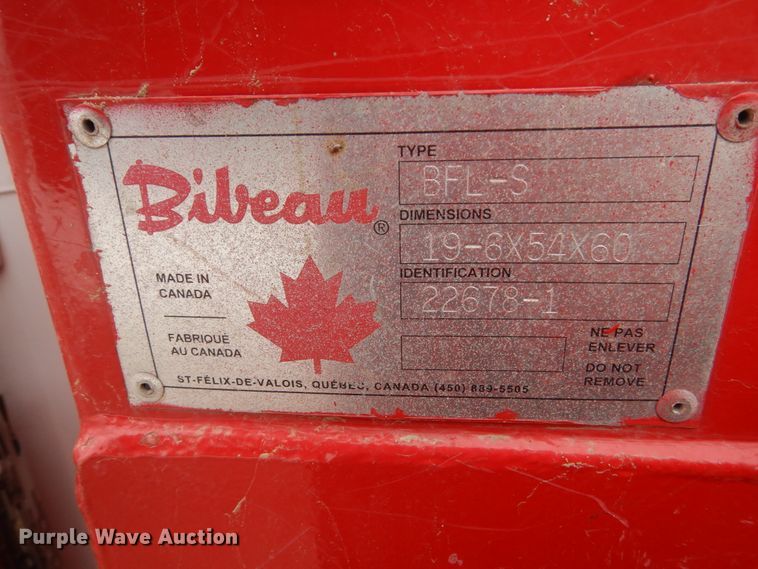 Bibeau ®
MADE IN
CANADA
FABRIQUÉ
AU CANADA
TYPE
BFL-S
DIMENSIONS
19-6X54X60
IDENTIFICATION
22678-1
NE PAS
ENLEVER
DO NOT
REMOVE
ST-FÉLIX-DE-VALOIS, QUÉBEC, CANADA (450) 889-5505
Purple Wave Auction